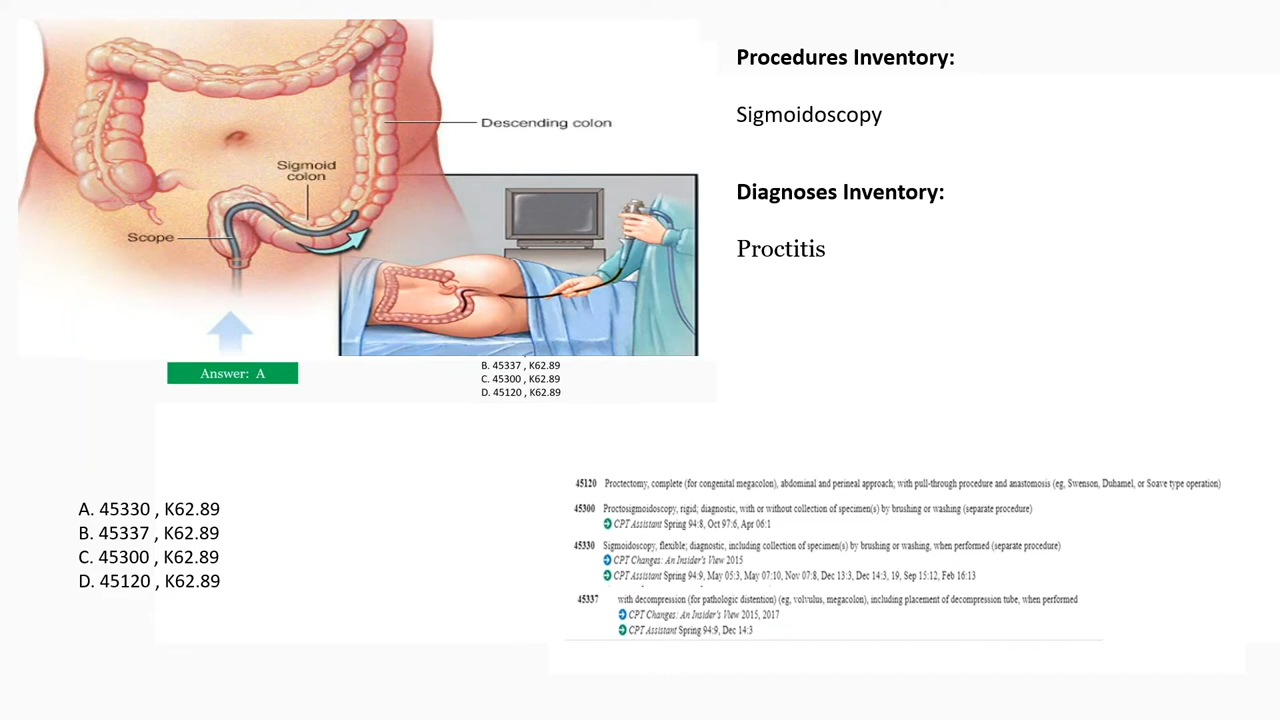 Descending colon
Sigmoid
colon
Scope
Answer: A
B. 45337 , K62.89
C. 45300 , K62.89
D. 45120 , K62.89
Procedures Inventory:
Sigmoidoscopy
Diagnoses Inventory:
Proctitis
A. 45330 , K62.89
B. 45337 , K62.89
C. 45300 , K62.89
D. 45120 , K62.89
45120 Proctectomy, complete (for congenital megacolon), abdominal and perineal approach; with pull-through procedure and anastomosis (eg, Swenson, Duhamel, or Soave type operation)
45300 Proctosigmoidoscopy, rigid; diagnostic, with or without collection of specimen(s) by brushing or washing (separate procedure)
CPT Assistant Spring 94:8, Oct 97:6, Apr 06:1
45330 Sigmoidoscopy, flexible; diagnostic, including collection of specimen(s) by brushing or washing, when performed (separate procedure)
CPT Changes: An Insider's View 2015
CPT Assistant Spring 94:9, May 05:3, May 07:10, Nov 07:8, Dec 13:3, Dec 14:3, 19, Sep 15:12, Feb 16:13
45337 with decompression (for pathologic distention) (eg, volvulus, megacolon), including placement of decompression tube, when performed
CPT Changes: An Insider's View 2015, 2017
CPT Assistant Spring 94:9, Dec 14:3